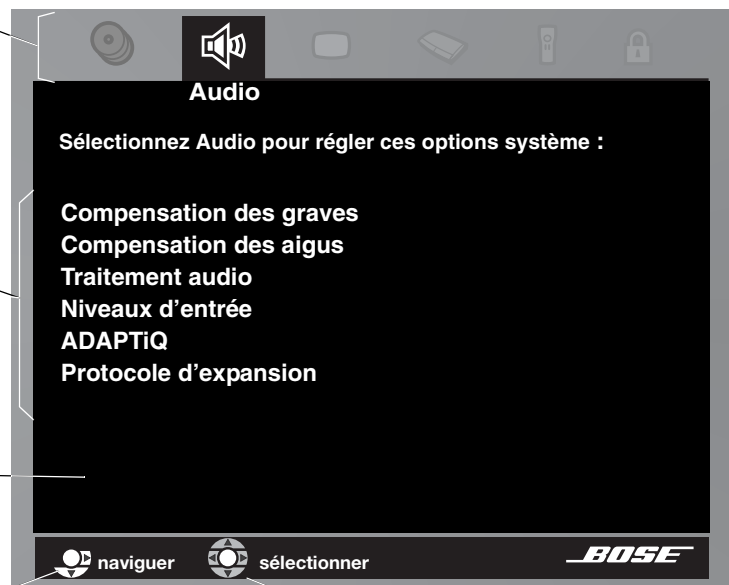 Audio
Sélectionnez Audio pour régler ces options système :
Compensation des graves
Compensation des aigus
Traitement audio
Niveaux d’entrée
ADAPTiQ
Protocole d’expansion
naviguer sélectionner BOSE